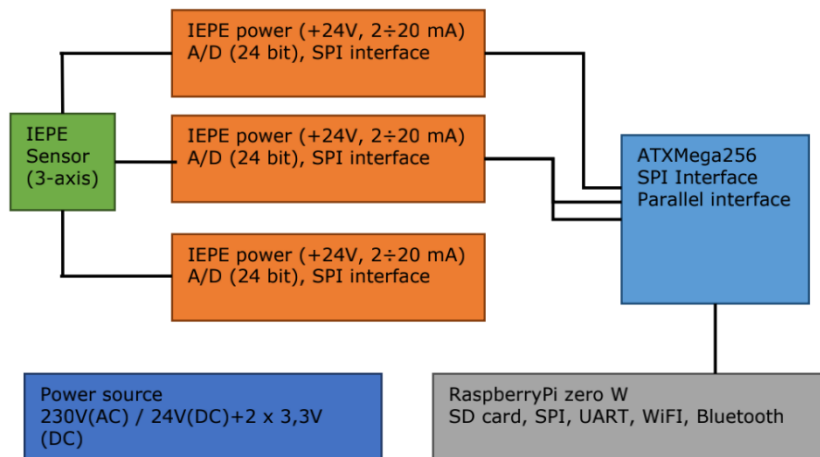 IEPE power (+24V, 2÷20 mA)
A/D (24 bit), SPI interface
IEPE
Sensor
(3-axis)
IEPE power (+24V, 2÷20 mA)
A/D (24 bit), SPI interface
ATXMega256
SPI Interface
Parallel interface
IEPE power (+24V, 2÷20 mA)
A/D (24 bit), SPI interface
Power source
230V(AC) / 24V(DC)+2 x 3,3V
(DC)
RaspberryPi zero W
SD card, SPI, UART, WiFI, Bluetooth